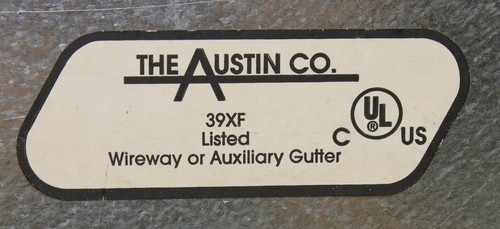 THE AUSTIN CO.
39XF
Listed
Wireway or Auxiliary Gutter
C UL US
®